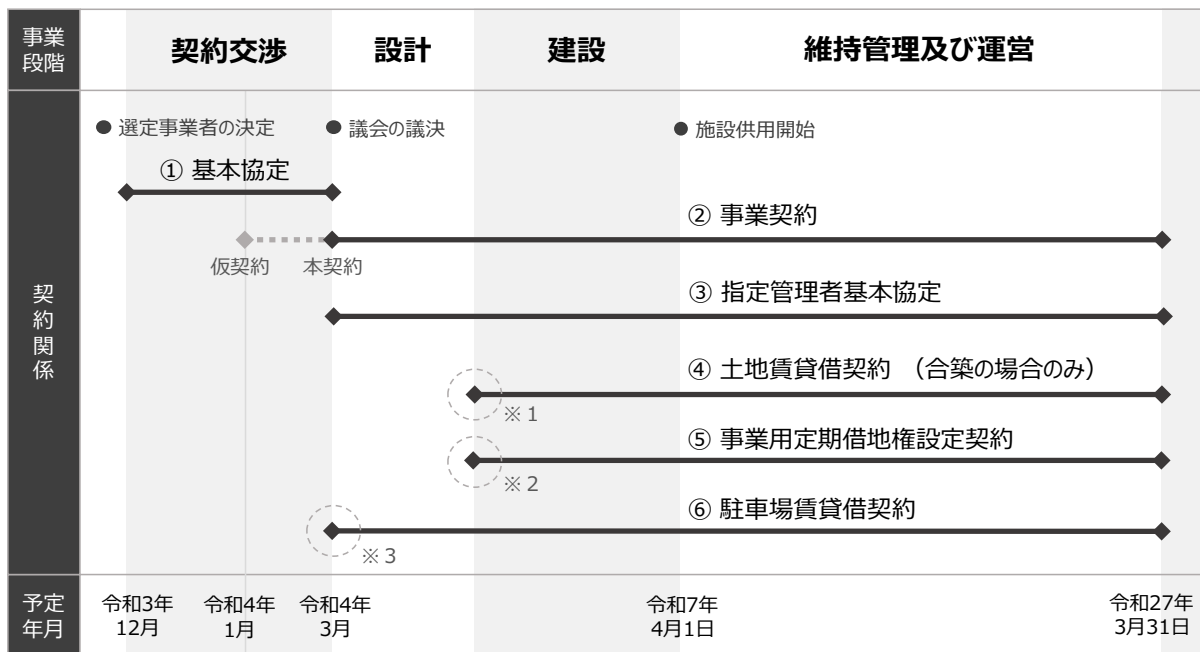 事業
段階
契約交渉
設計
建設
維持管理及び運営
契約関係
● 選定事業者の決定
● 議会の議決
● 施設供用開始
① 基本協定
② 事業契約
仮契約
本契約
③ 指定管理者基本協定
④ 土地賃貸借契約 （合築の場合のみ）
※1
⑤ 事業用定期借地権設定契約
※2
⑥ 駐車場賃貸借契約
※3
予定
年月
令和3年
12月
令和4年
1月
令和4年
3月
令和7年
4月1日
令和27年
3月31日